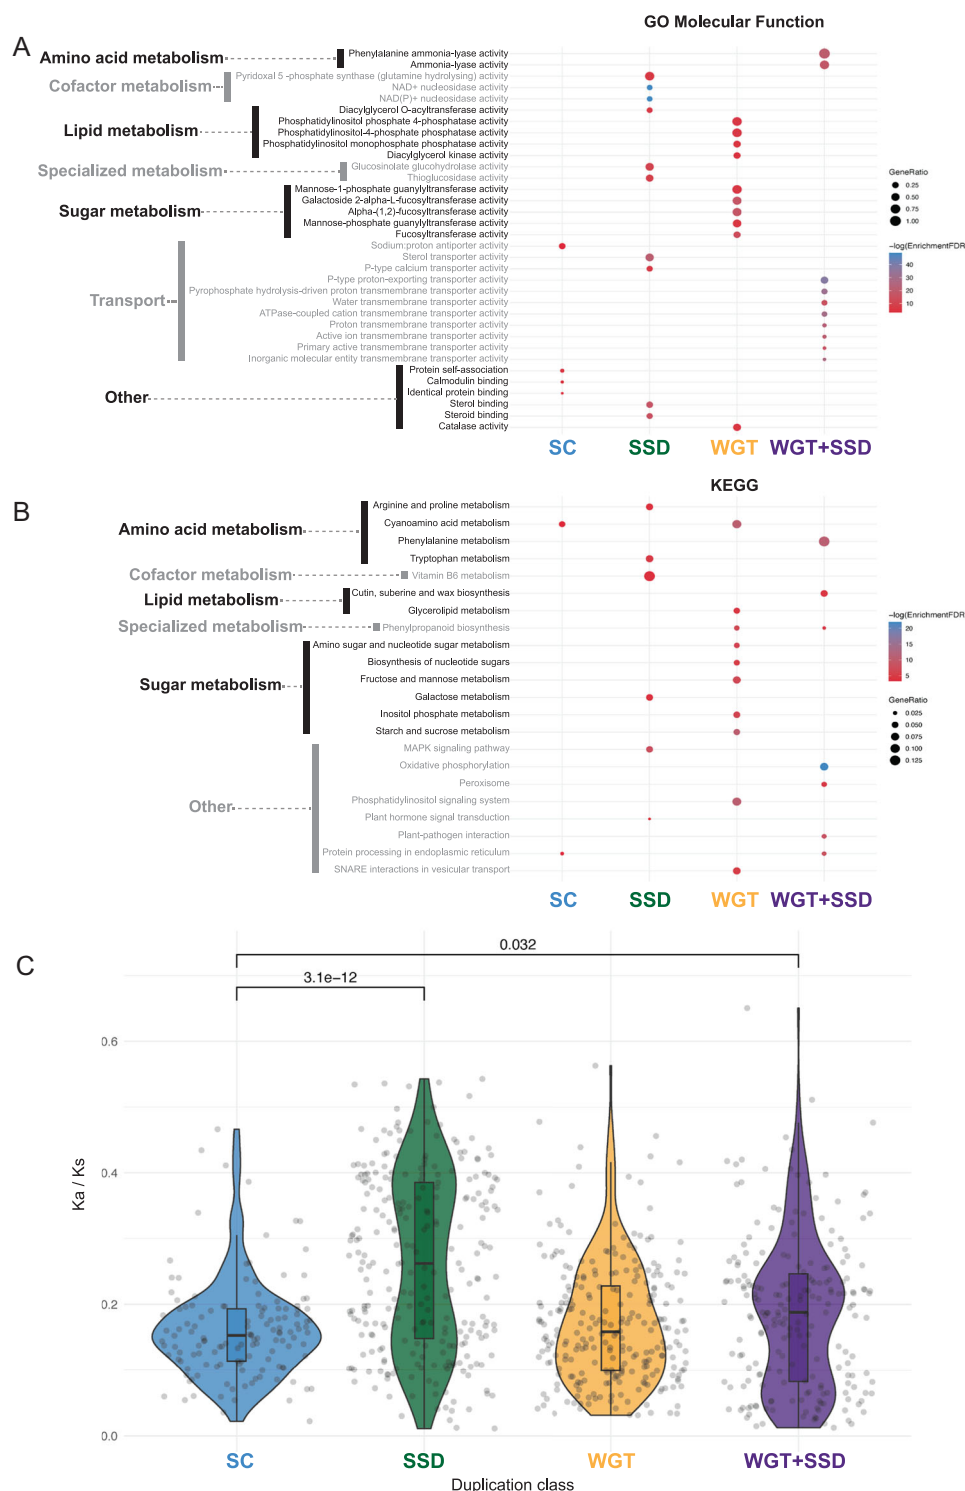 GO Molecular Function
A
Amino acid metabolism
Phenylalanine ammonia-lyase activity
Ammonia-lyase activity
Cofactor metabolism
Pyridoxal 5 -phosphate synthase (glutamine hydrolysing) activity
NAD+ nucleosidase activity
NAD(P)+ nucleosidase activity
Lipid metabolism
Diacylglycerol O-acyltransferase activity
Phosphatidylinositol phosphate 4-phosphatase activity
Phosphatidylinositol-4-phosphate phosphatase activity
Phosphatidylinositol monophosphate phosphatase activity
Diacylglycerol kinase activity
Specialized metabolism
Glucosinolate glucohydrolase activity
Thioglucosidase activity
Sugar metabolism
Mannose-1-phosphate guanylyltransferase activity
Galactoside 2-alpha-L-fucosyltransferase activity
Alpha-(1,2)-fucosyltransferase activity
Mannose-phosphate guanylyltransferase activity
Fucosyltransferase activity
Transport
Sodium:proton antiporter activity
Sterol transporter activity
P-type calcium transporter activity
P-type proton-exporting transporter activity
Pyrophosphate hydrolysis-driven proton transmembrane transporter activity
Water transmembrane transporter activity
ATPase-coupled cation transmembrane transporter activity
Proton transmembrane transporter activity
Active ion transmembrane transporter activity
Primary active transmembrane transporter activity
Inorganic molecular entity transmembrane transporter activity
Other
Protein self-association
Calmodulin binding
Identical protein binding
Sterol binding
Steroid binding
Catalase activity
GeneRatio
0.25
0.50
0.75
1.00
-log(EnrichmentFDR
40
30
20
10
SC SSD WGT WGT+SSD
KEGG
B
Amino acid metabolism
Arginine and proline metabolism
Cyanoamino acid metabolism
Phenylalanine metabolism
Tryptophan metabolism
Cofactor metabolism
Vitamin B6 metabolism
Lipid metabolism
Cutin, suberine and wax biosynthesis
Glycerolipid metabolism
Specialized metabolism
Phenylpropanoid biosynthesis
Sugar metabolism
Amino sugar and nucleotide sugar metabolism
Biosynthesis of nucleotide sugars
Fructose and mannose metabolism
Galactose metabolism
Inositol phosphate metabolism
Starch and sucrose metabolism
Other
MAPK signaling pathway
Oxidative phosphorylation
Peroxisome
Phosphatidylinositol signaling system
Plant hormone signal transduction
Plant-pathogen interaction
Protein processing in endoplasmic reticulum
SNARE interactions in vesicular transport
-log(EnrichmentFDR
20
15
10
5
GeneRatio
0.025
0.050
0.075
0.100
0.125
SC SSD WGT WGT+SSD
C
0.032
3.1e-12
Ka / Ks
0.6
0.4
0.2
0.0
SC SSD WGT WGT+SSD
Duplication class